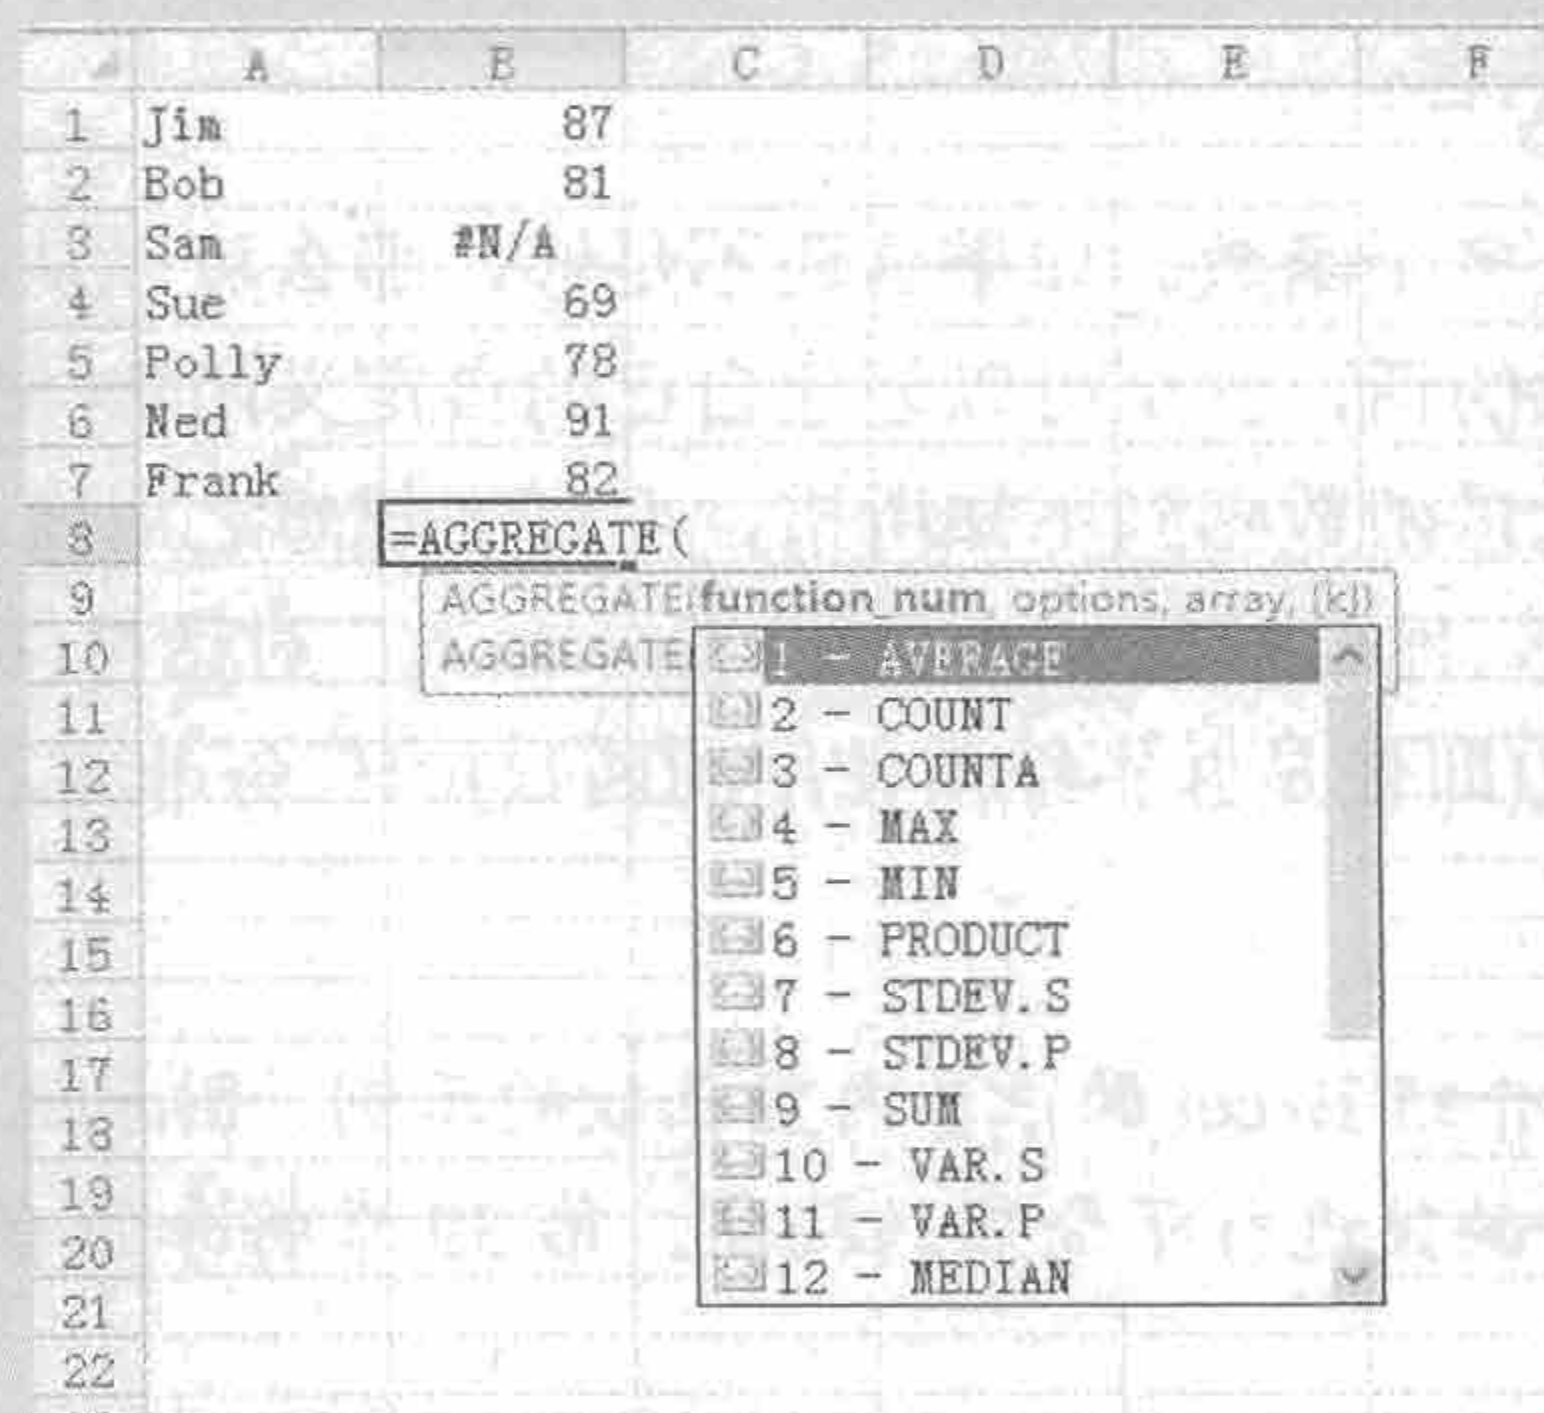 A B C D E F
1 Jim 87
2 Bob 81
3 Sam #N/A
4 Sue 69
5 Polly 78
6 Ned 91
7 Frank 82
8 =AGGREGATE(
9 AGGREGATE(function_num, options, array, [k])
10 AGGREGATE( 1 - AVERAGE
11 2 - COUNT
12 3 - COUNTA
13 4 - MAX
14 5 - MIN
15 6 - PRODUCT
16 7 - STDEV.S
17 8 - STDEV.P
18 9 - SUM
19 10 - VAR.S
20 11 - VAR.P
21 12 - MEDIAN
22